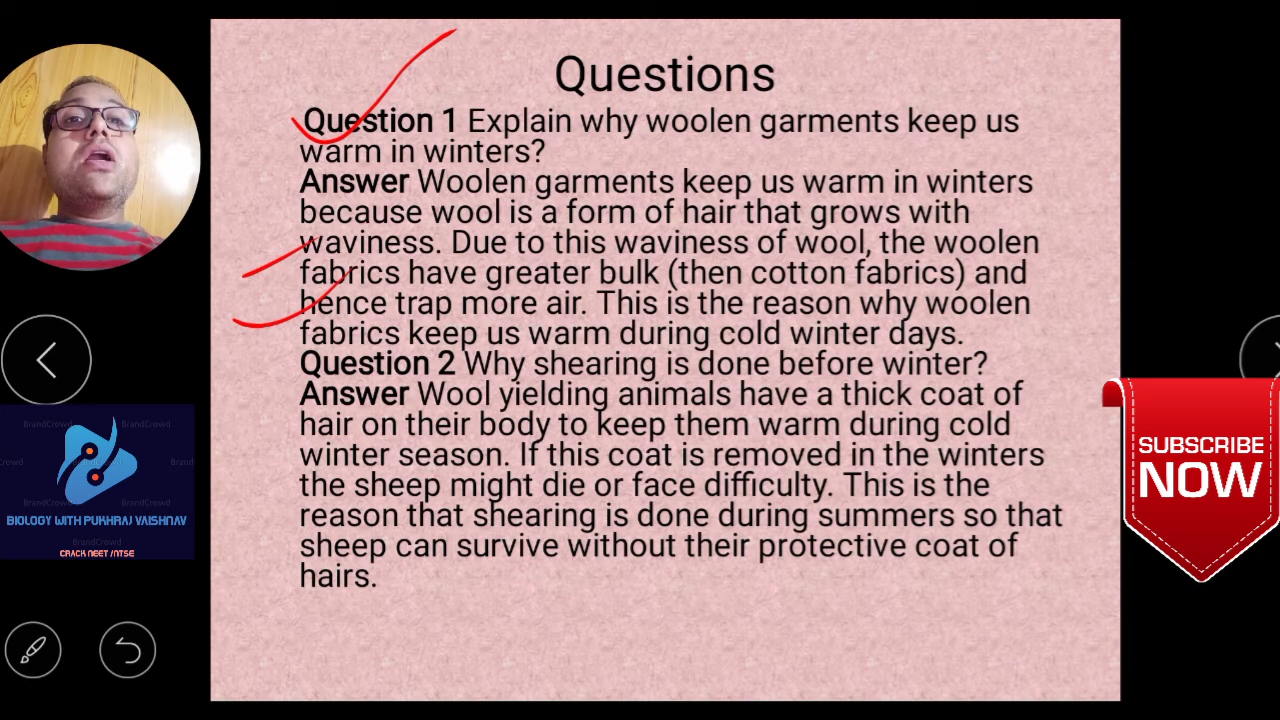 Questions
Question 1 Explain why woolen garments keep us
warm in winters?
Answer Woolen garments keep us warm in winters
because wool is a form of hair that grows with
waviness. Due to this waviness of wool, the woolen
fabrics have greater bulk (then cotton fabrics) and
hence trap more air. This is the reason why woolen
fabrics keep us warm during cold winter days.
Question 2 Why shearing is done before winter?
Answer Wool yielding animals have a thick coat of
hair on their body to keep them warm during cold
winter season. If this coat is removed in the winters
the sheep might die or face difficulty. This is the
reason that shearing is done during summers so that
sheep can survive without their protective coat of
hairs.
BrandCrowd BrandCrowd
Crowd Brand
BrandCrowd BrandCrowd
BIOLOGY WITH PUKHRAJ VAISHNAV
BrandCrowd
CRACK NEET /NTSE
SUBSCRIBE
NOW